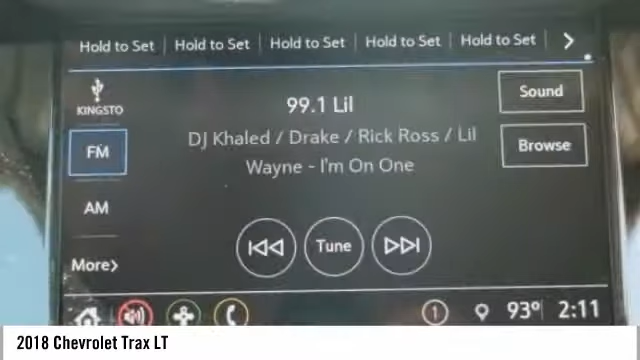 Hold to Set Hold to Set Hold to Set Hold to Set Hold to Set
KINGSTO
99.1 Lil
Sound
FM
DJ Khaled / Drake / Rick Ross / Lil
Wayne - I'm On One
Browse
AM
Tune
More>
1 93° 2:11
2018 Chevrolet Trax LT